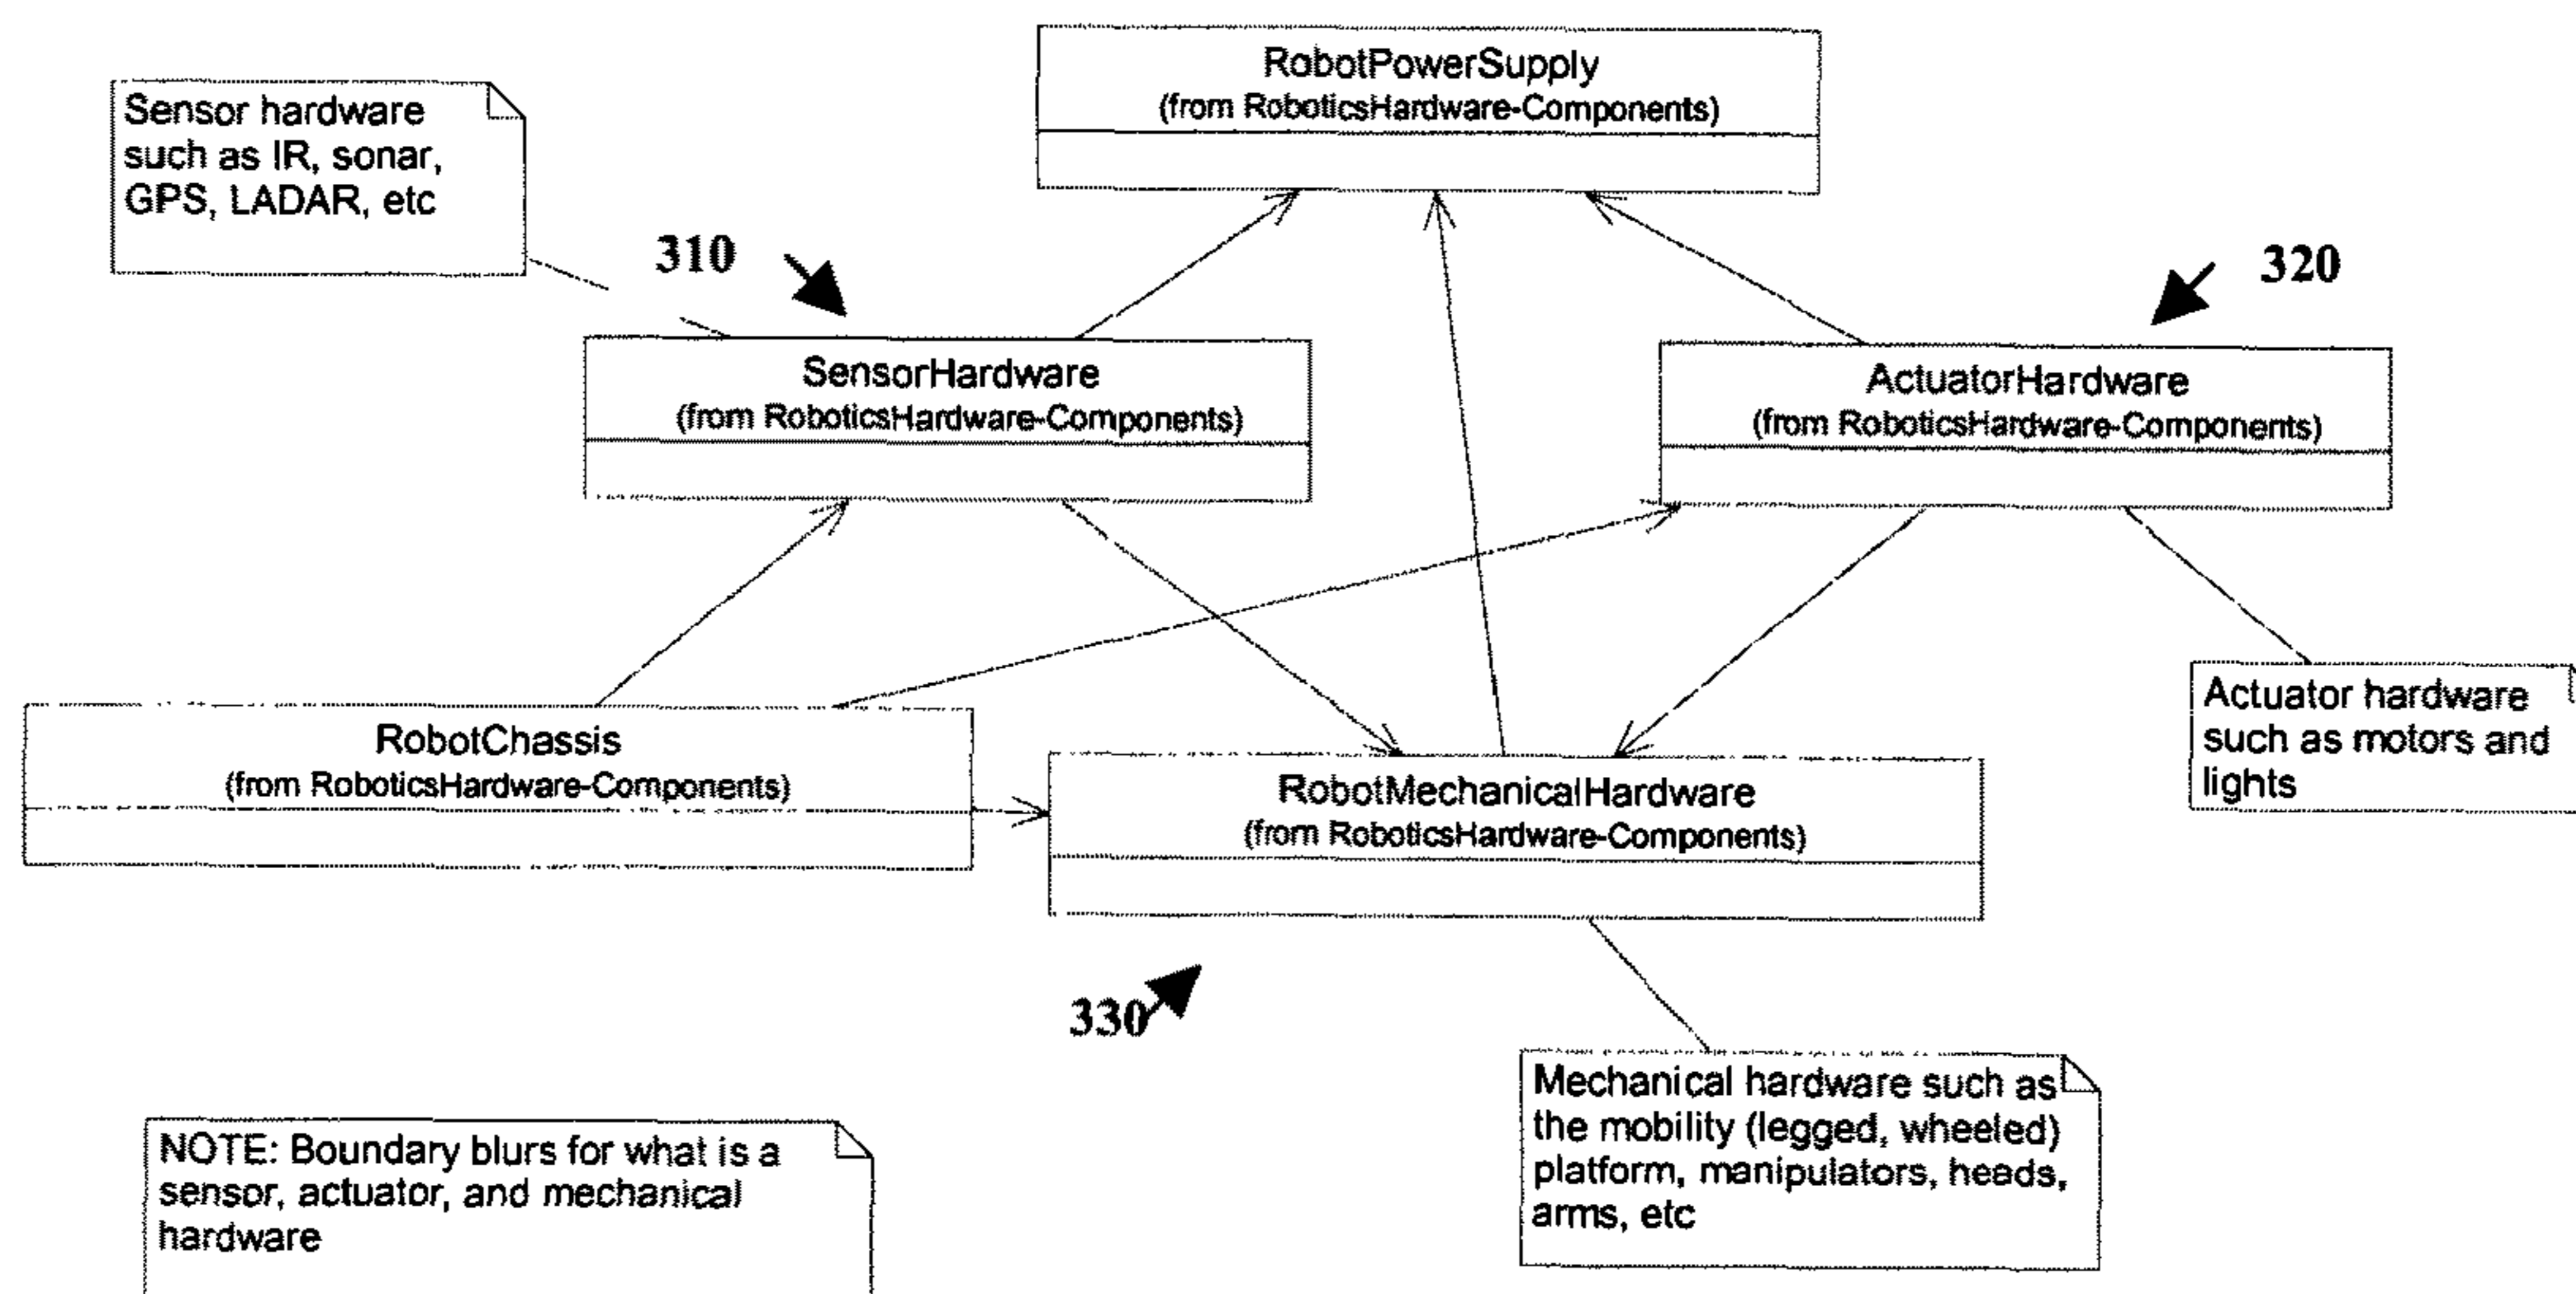 RobotPowerSupply
(from RoboticsHardware-Components)
Sensor hardware
such as IR, sonar,
GPS, LADAR, etc
310
320
SensorHardware
(from RoboticsHardware-Components)
ActuatorHardware
(from RoboticsHardware-Components)
RobotChassis
(from RoboticsHardware-Components)
RobotMechanicalHardware
(from RoboticsHardware-Components)
Actuator hardware
such as motors and
lights
330
Mechanical hardware such as
the mobility (legged, wheeled)
platform, manipulators, heads,
arms, etc
NOTE: Boundary blurs for what is a
sensor, actuator, and mechanical
hardware